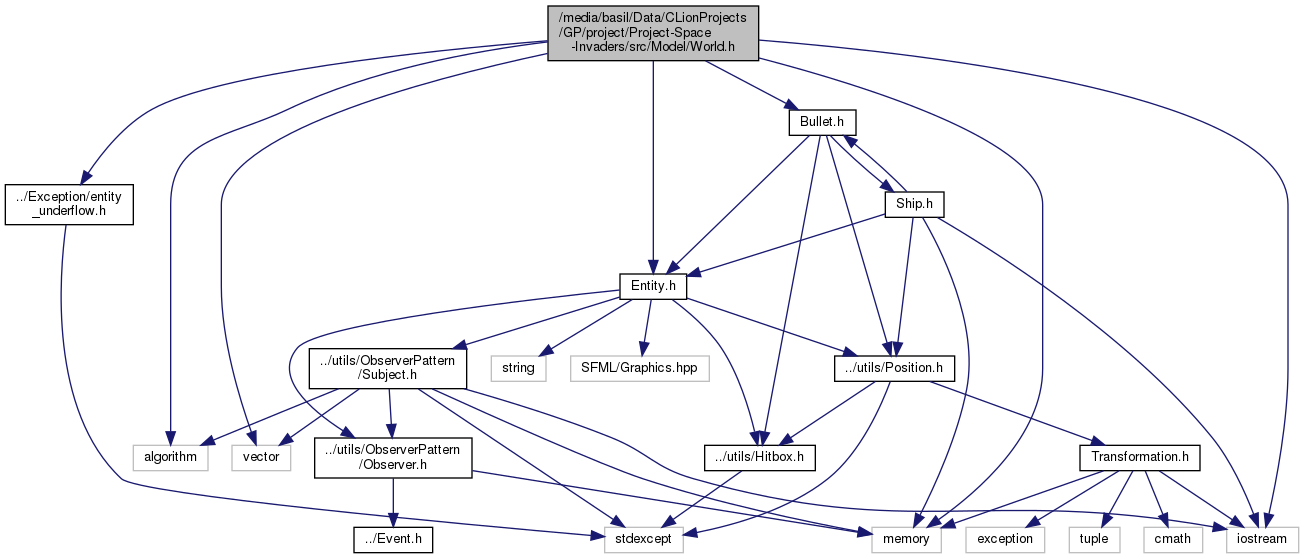 /media/basil/Data/CLionProjects
/GP/project/Project-Space
-Invaders/src/Model/World.h
Bullet.h
../Exception/entity
_underflow.h
Ship.h
Entity.h
../utils/ObserverPattern
/Subject.h
string
SFML/Graphics.hpp
../utils/Position.h
algorithm
vector
../utils/ObserverPattern
/Observer.h
../utils/Hitbox.h
Transformation.h
../Event.h
stdexcept
memory
exception
tuple
cmath
iostream